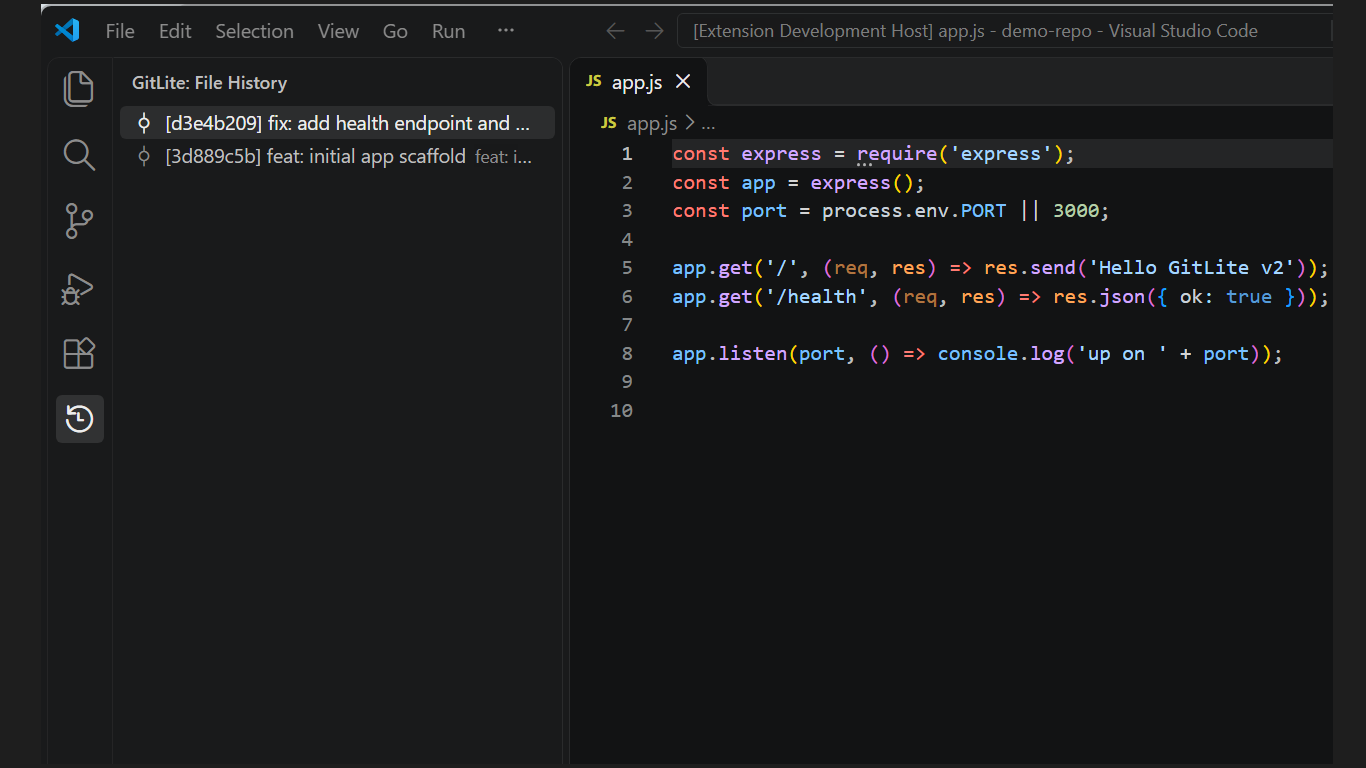 File Edit Selection View Go Run ···
[Extension Development Host] app.js - demo-repo - Visual Studio Code
GitLite: File History
[d3e4b209] fix: add health endpoint and ...
[3d889c5b] feat: initial app scaffold feat: i...
JS app.js
JS app.js > ...
1 const express = require('express');
2 const app = express();
3 const port = process.env.PORT || 3000;
4
5 app.get('/', (req, res) => res.send('Hello GitLite v2'));
6 app.get('/health', (req, res) => res.json({ ok: true }));
7
8 app.listen(port, () => console.log('up on ' + port));
9
10